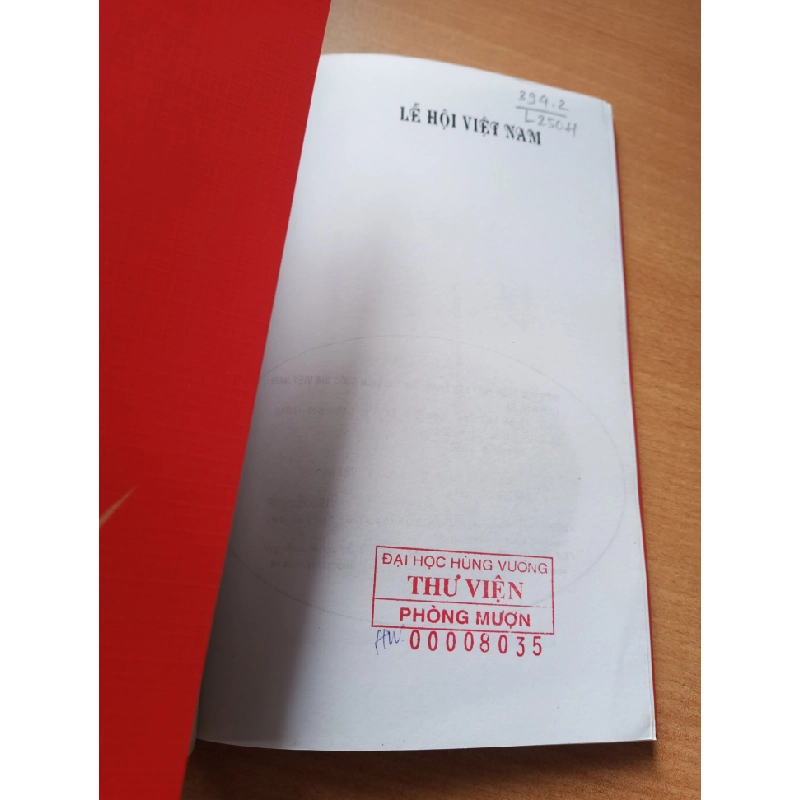 394.2
L250H
LỄ HỘI VIỆT NAM
ĐẠI HỌC HÙNG VƯƠNG
THƯ VIỆN
PHÒNG MƯỢN
HV: 00008035